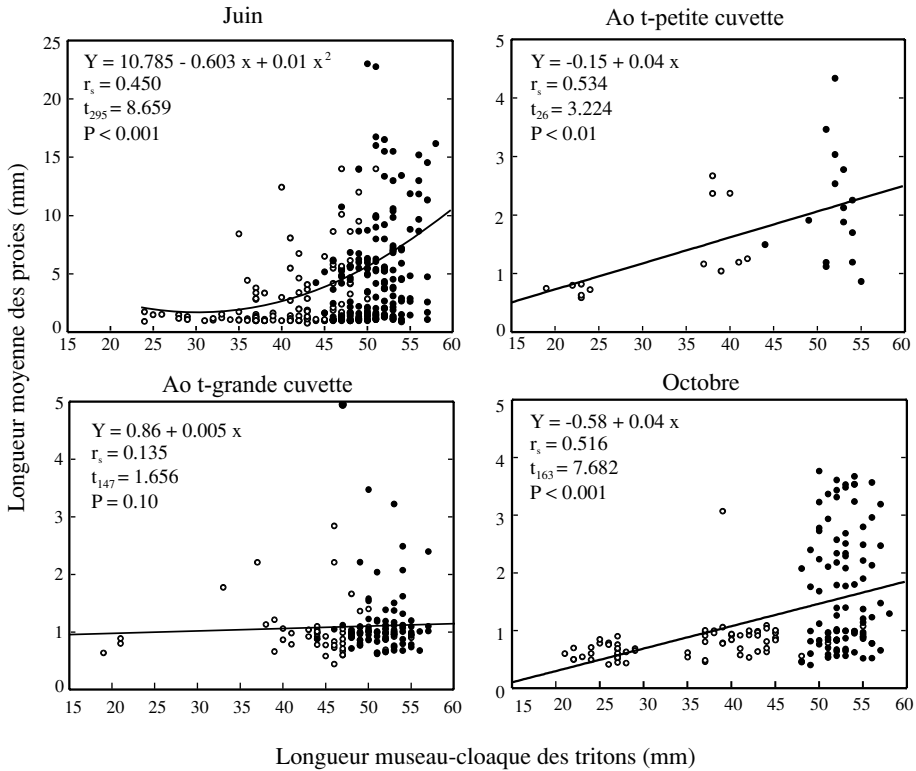 Juin
Y = 10.785 - 0.603 x + 0.01 x²
rₛ = 0.450
t₂₉₅ = 8.659
P < 0.001
25
20
15
10
5
0
15 20 25 30 35 40 45 50 55 60
Ao t-petite cuvette
Y = -0.15 + 0.04 x
rₛ = 0.534
t₂₆ = 3.224
P < 0.01
5
4
3
2
1
0
15 20 25 30 35 40 45 50 55 60
Ao t-grande cuvette
Y = 0.86 + 0.005 x
rₛ = 0.135
t₁₄₇ = 1.656
P = 0.10
5
4
3
2
1
0
15 20 25 30 35 40 45 50 55 60
Octobre
Y = -0.58 + 0.04 x
rₛ = 0.516
t₁₆₃ = 7.682
P < 0.001
5
4
3
2
1
0
15 20 25 30 35 40 45 50 55 60
Longueur moyenne des proies (mm)
Longueur museau-cloaque des tritons (mm)